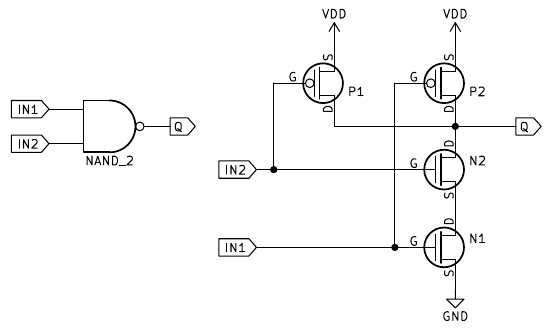 VDD VDD
S S
G P1 G P2
D D
IN1 Q Q
IN2
NAND_2
D
IN2 G N2
S
D
IN1 G N1
S
GND